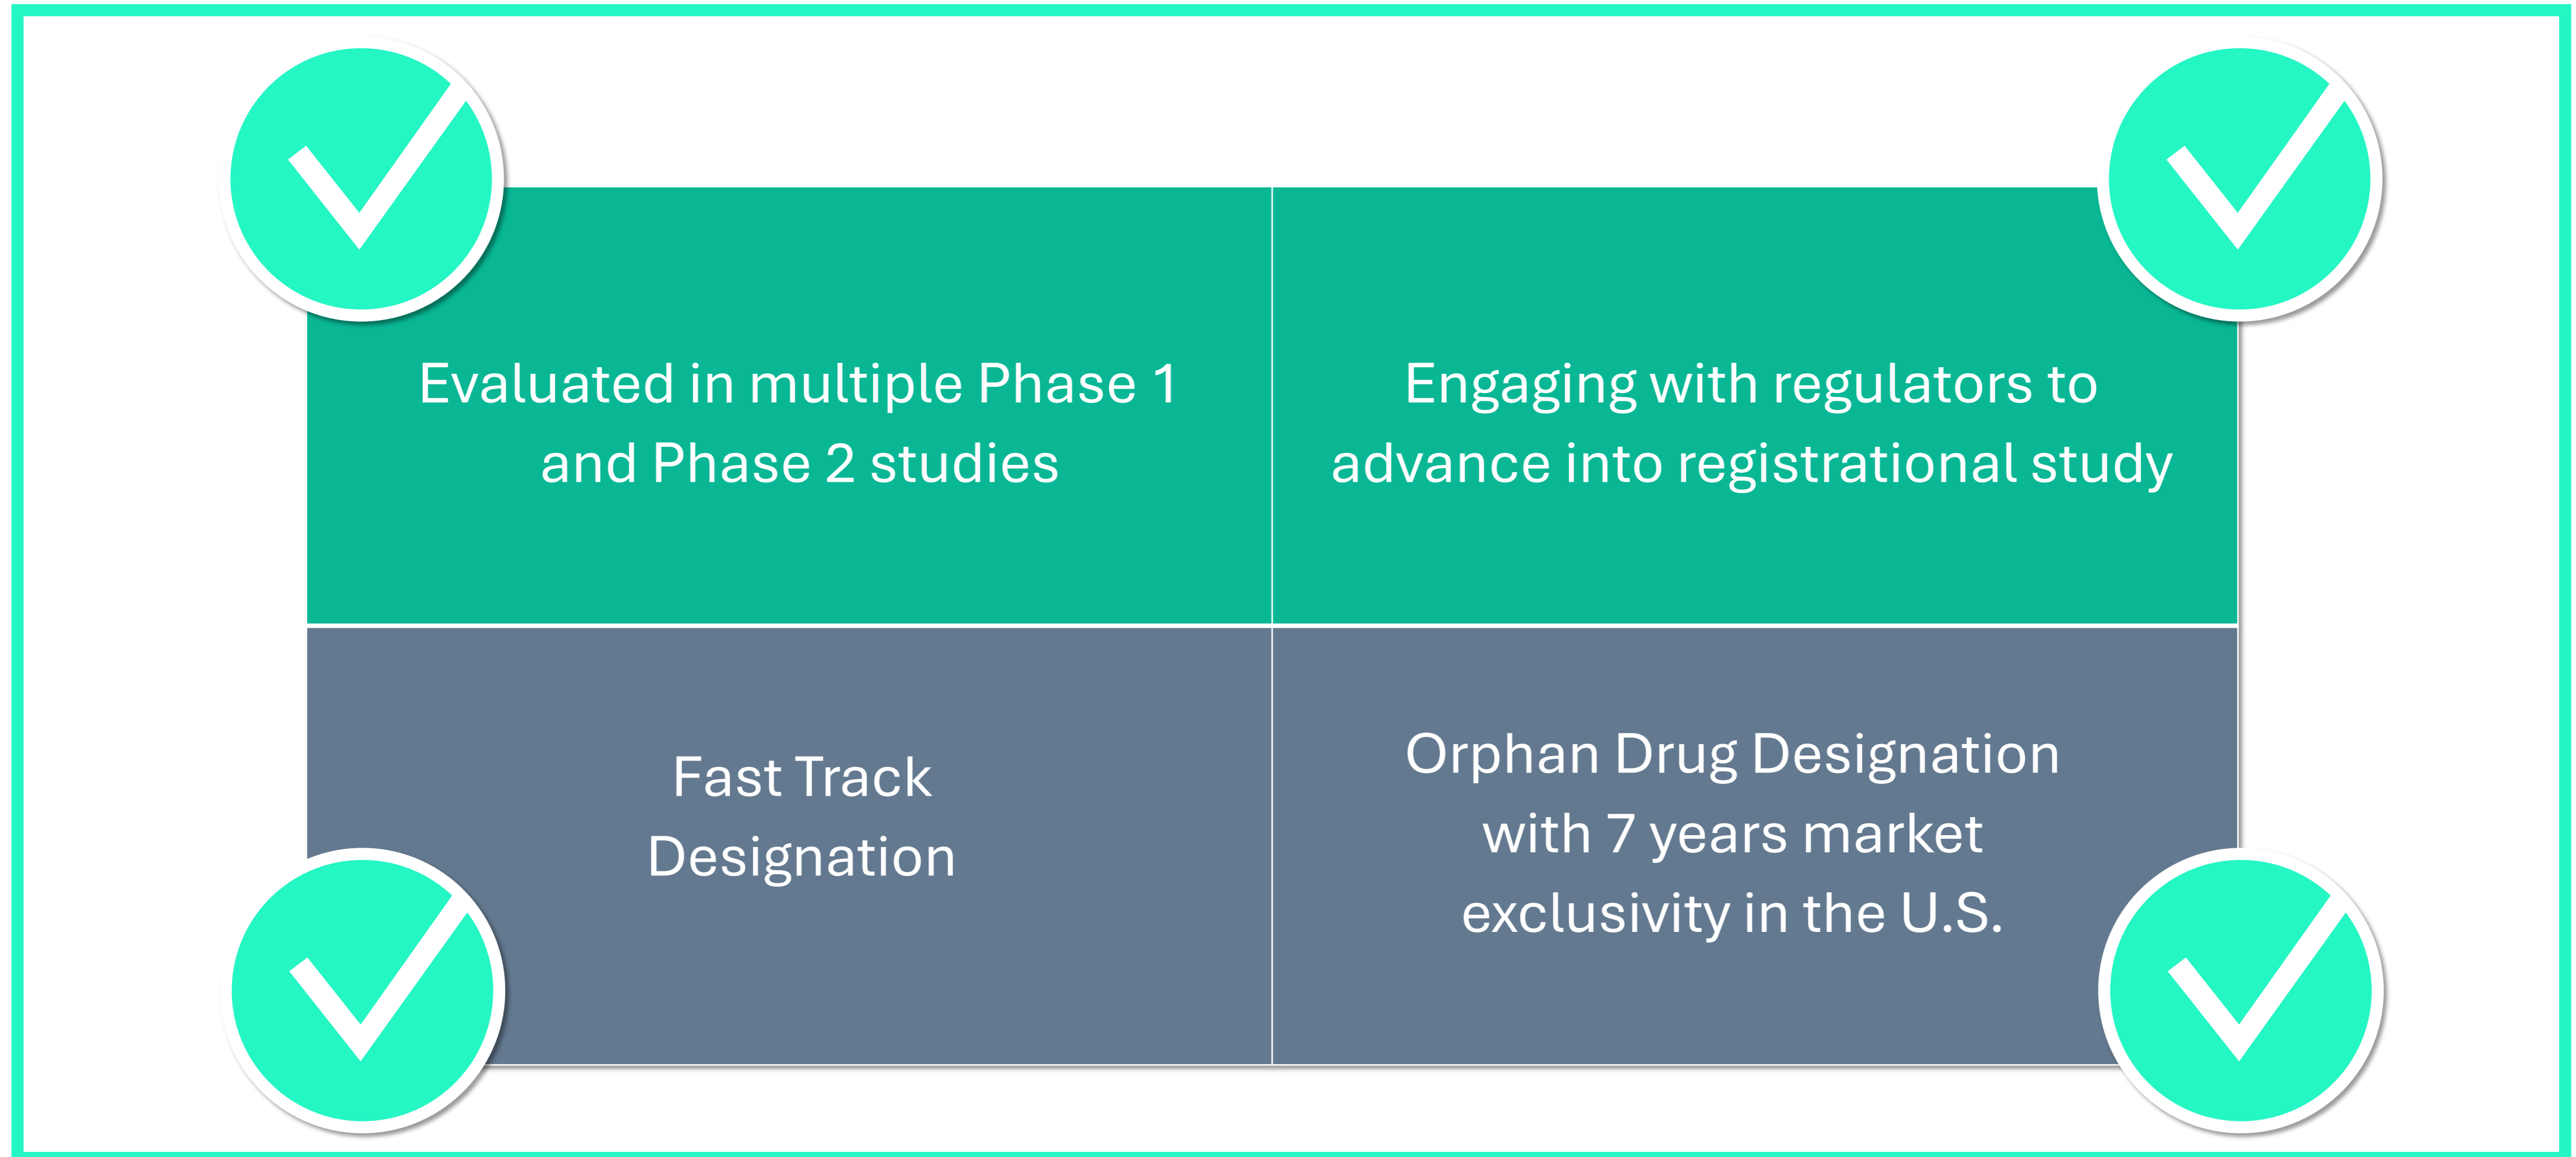 Evaluated in multiple Phase 1
and Phase 2 studies
Engaging with regulators to
advance into registrational study
Fast Track
Designation
Orphan Drug Designation
with 7 years market
exclusivity in the U.S.